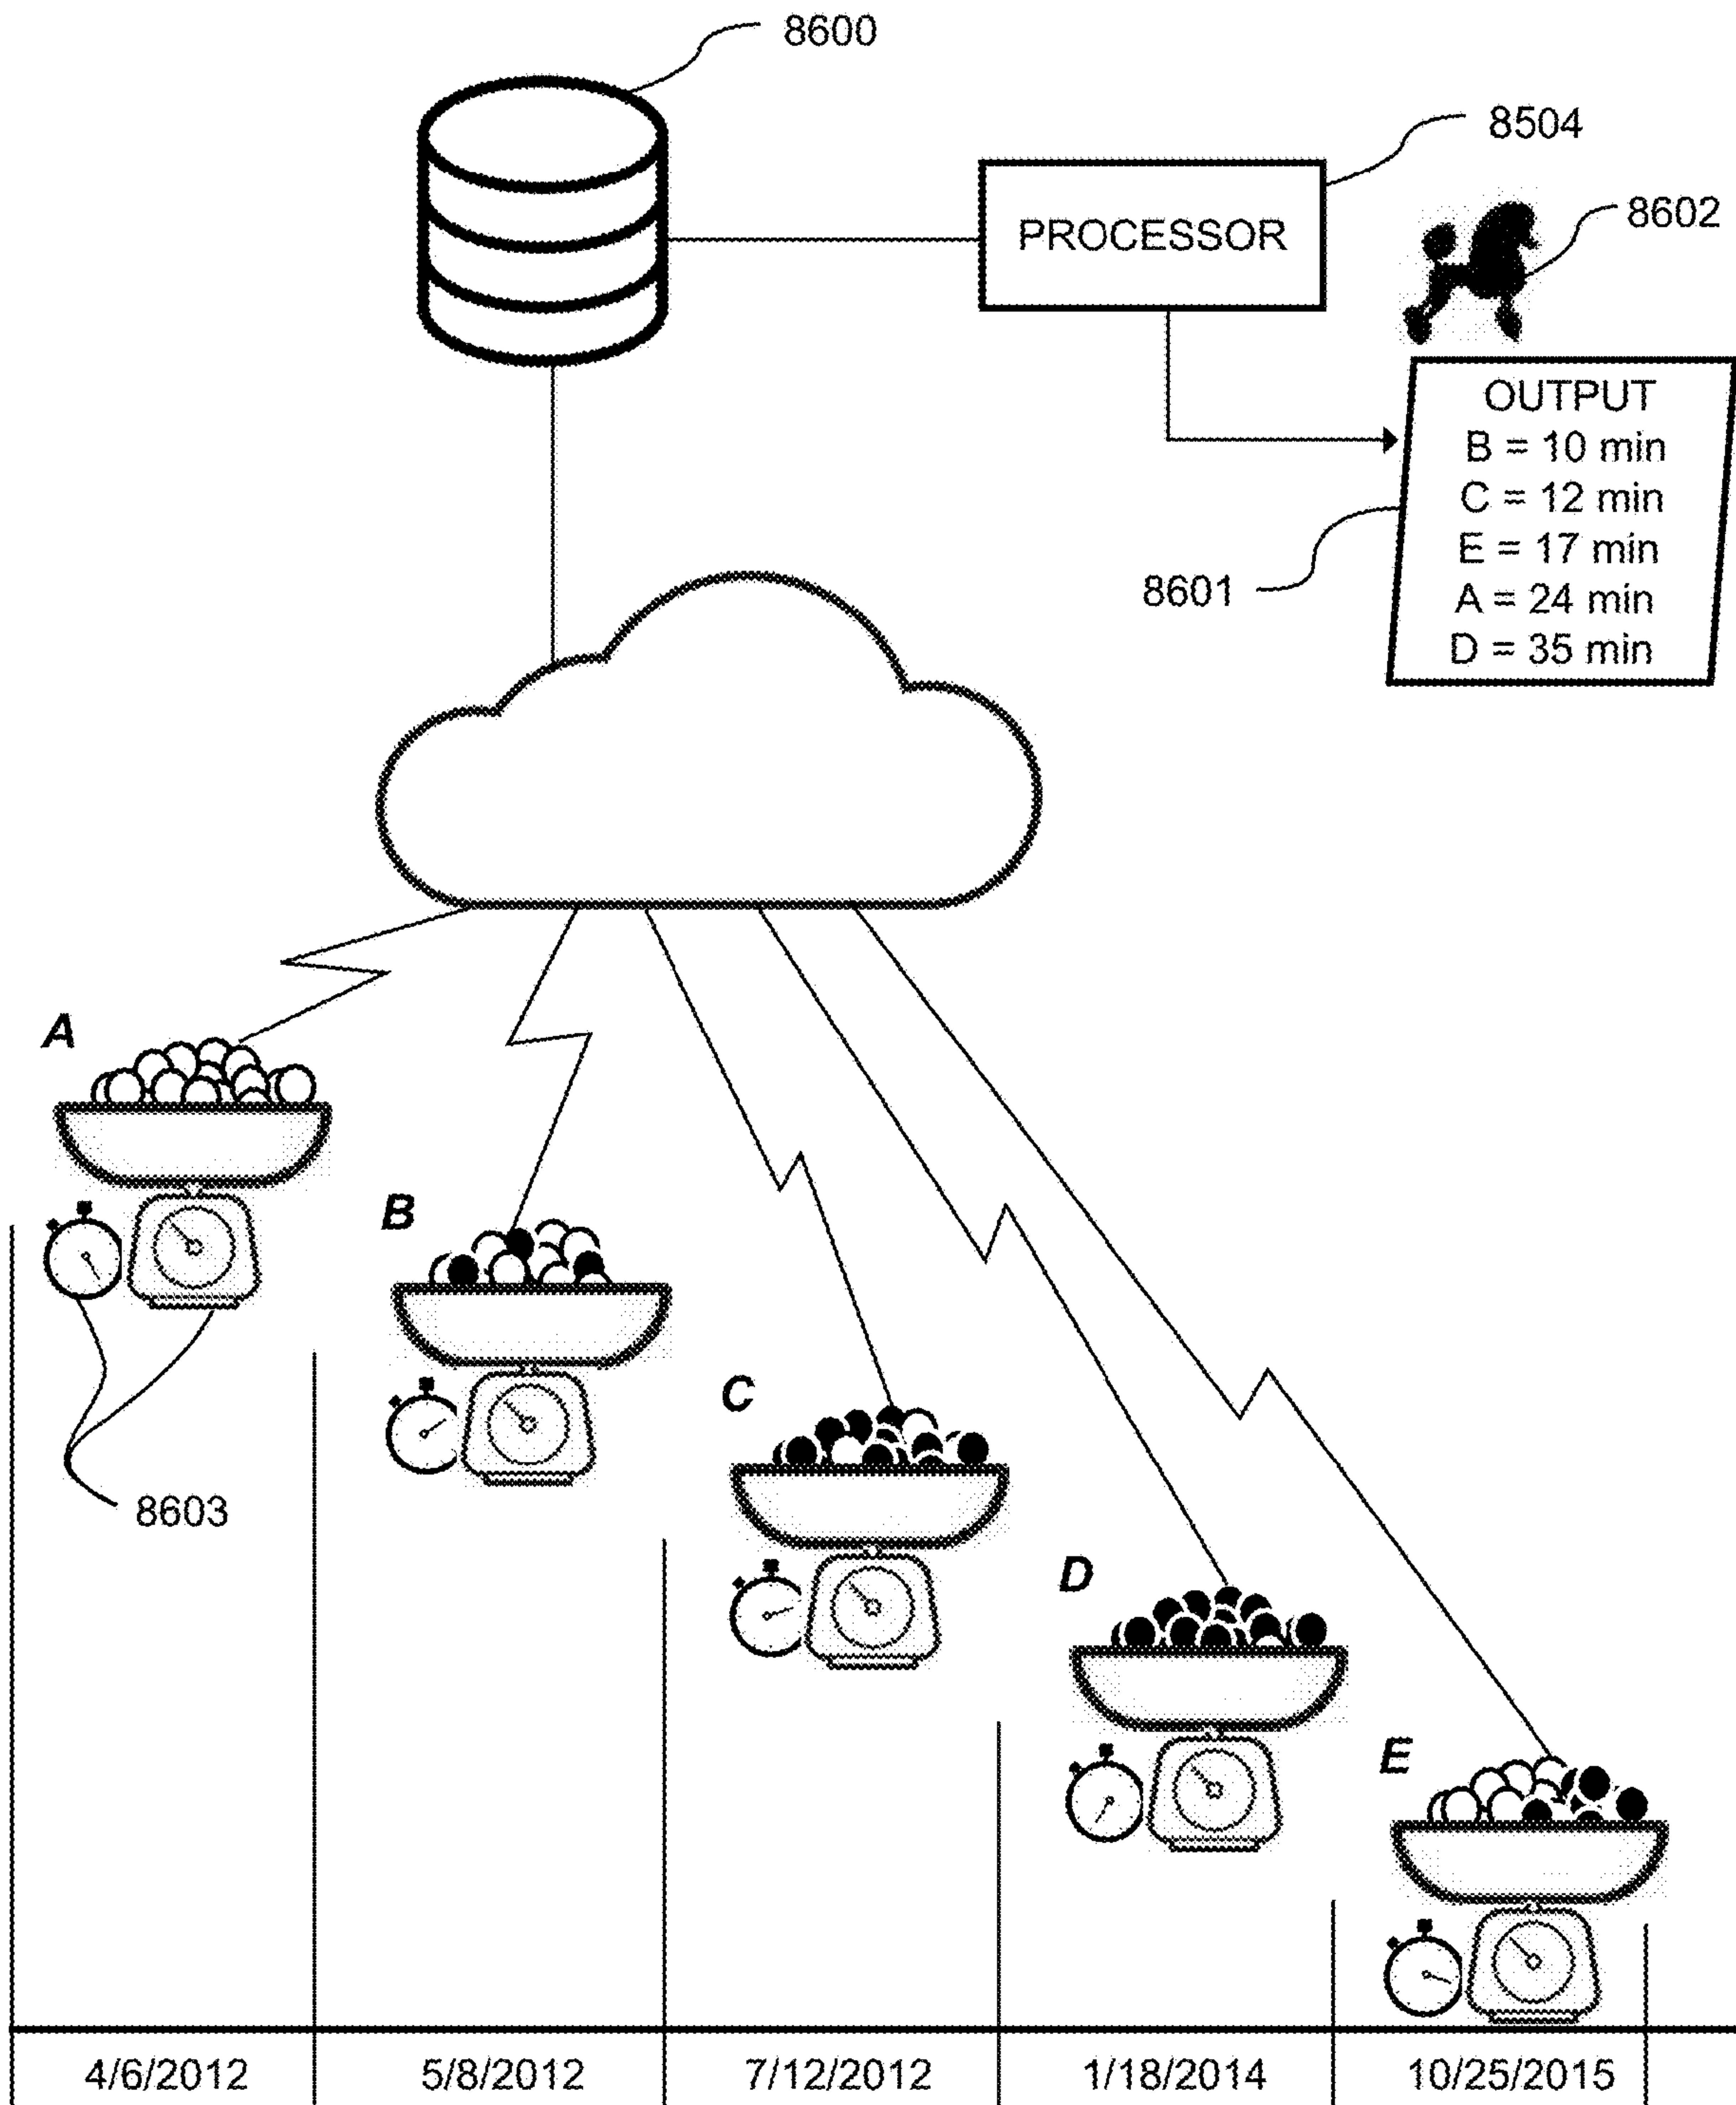 8600
8504
PROCESSOR
8602
OUTPUT
B = 10 min
C = 12 min
E = 17 min
A = 24 min
D = 35 min
8601
A
B
C
8603
D
E
4/6/2012
5/8/2012
7/12/2012
1/18/2014
10/25/2015